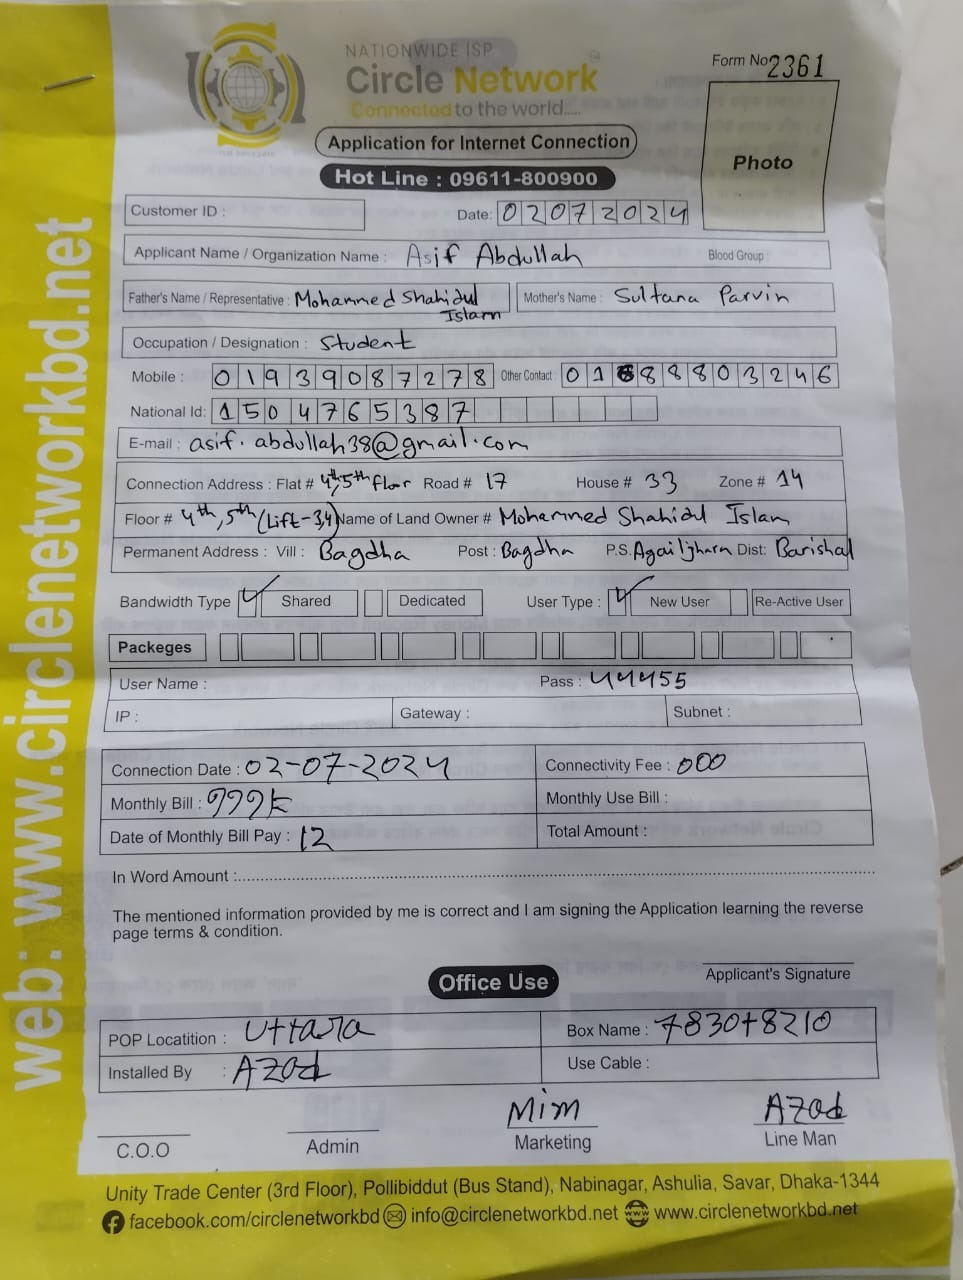 NATIONWIDE ISP
Circle Network
Connected to the world.....
Form No 2361
Photo
Application for Internet Connection
Hot Line : 09611-800900
Customer ID :
Date: 02072024
Applicant Name / Organization Name : Asif Abdullah Blood Group :
Father's Name / Representative : Mohammed Shahidul Islam Mother's Name : Sultana Parvin
Occupation / Designation : Student
Mobile : 01939087278 Other Contact : 01688803246
National Id: 1504765387
E-mail : asif.abdullah38@gmail.com
Connection Address : Flat # 4th, 5th floor Road # 17 House # 33 Zone # 14
Floor # 4th, 5th (Lift-3,4) Name of Land Owner # Mohammed Shahidul Islam
Permanent Address : Vill : Bagdha Post : Bagdha P.S. Agailjhara Dist: Barishal
Bandwidth Type Shared Dedicated User Type : New User Re-Active User
Packeges
User Name : Pass : 44455
IP : Gateway : Subnet :
Connection Date : 02-07-2024 Connectivity Fee : 000
Monthly Bill : Monthly Use Bill :
Date of Monthly Bill Pay : 12 Total Amount :
In Word Amount :
The mentioned information provided by me is correct and I am signing the Application learning the reverse
page terms & condition.
Applicant's Signature
Office Use
POP Locatition : Uttara Box Name : 7830+8210
Installed By : Azad Use Cable :
Mim Azad
C.O.O Admin Marketing Line Man
Unity Trade Center (3rd Floor), Pollibiddut (Bus Stand), Nabinagar, Ashulia, Savar, Dhaka-1344
facebook.com/circlenetworkbd info@circlenetworkbd.net www.circlenetworkbd.net
web: www.circlenetworkbd.net